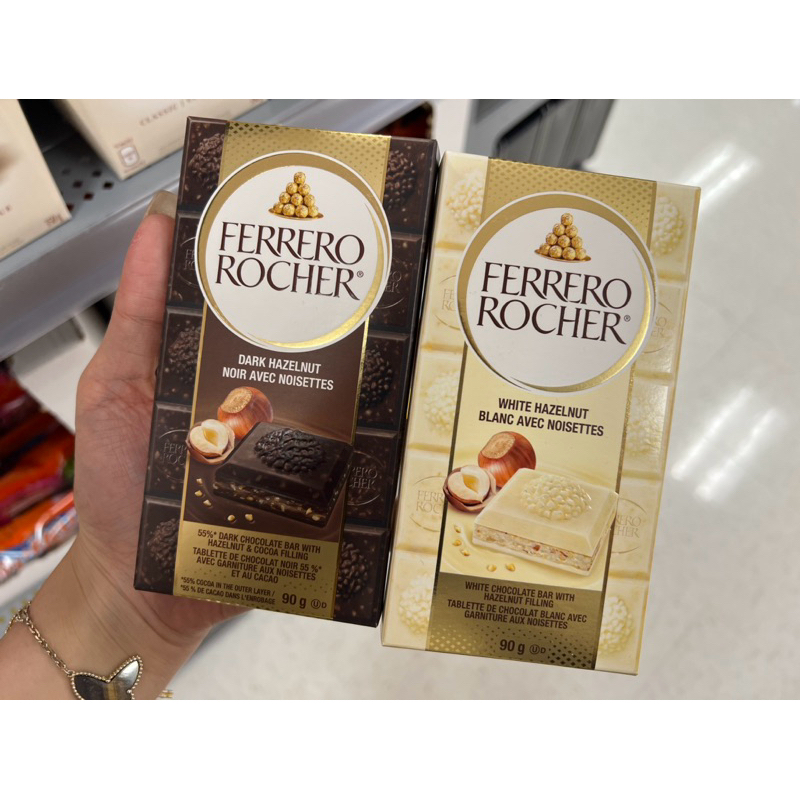 FERRERO
ROCHER®
DARK HAZELNUT
NOIR AVEC NOISETTES
55%* DARK CHOCOLATE BAR WITH
HAZELNUT & COCOA FILLING
TABLETTE DE CHOCOLAT NOIR 55 %*
AVEC GARNITURE AUX NOISETTES
ET AU CACAO
*55% COCOA IN THE OUTER LAYER /
*55 % DE CACAO DANS L'ENROBAGE
90 g Ⓤ D
FERRERO
ROCHER®
WHITE HAZELNUT
BLANC AVEC NOISETTES
WHITE CHOCOLATE BAR WITH
HAZELNUT FILLING
TABLETTE DE CHOCOLAT BLANC AVEC
GARNITURE AUX NOISETTES
90 g Ⓤ D